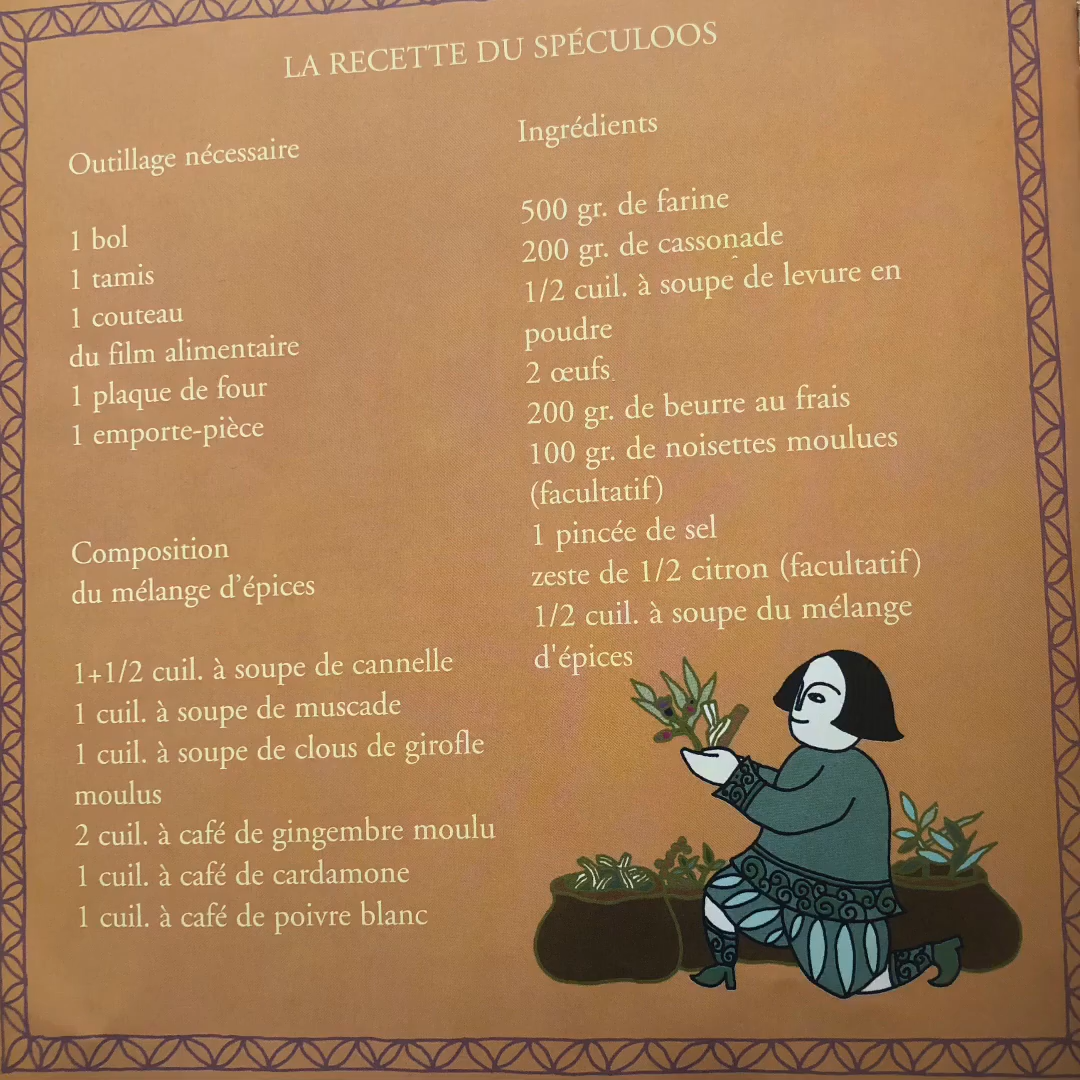 LA RECETTE DU SPÉCULOOS
Outillage nécessaire
1 bol
1 tamis
1 couteau
du film alimentaire
1 plaque de four
1 emporte-pièce
Composition
du mélange d'épices
1+1/2 cuil. à soupe de cannelle
1 cuil. à soupe de muscade
1 cuil. à soupe de clous de girofle
moulus
2 cuil. à café de gingembre moulu
1 cuil. à café de cardamone
1 cuil. à café de poivre blanc
Ingrédients
500 gr. de farine
200 gr. de cassonade
1/2 cuil. à soupe de levure en
poudre
2 œufs
200 gr. de beurre au frais
100 gr. de noisettes moulues
(facultatif)
1 pincée de sel
zeste de 1/2 citron (facultatif)
1/2 cuil. à soupe du mélange
d'épices